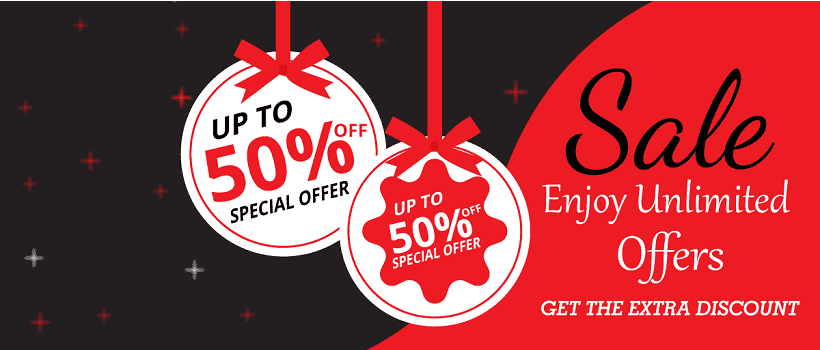 UP TO
50% OFF
SPECIAL OFFER
UP TO
50% OFF
SPECIAL OFFER
Sale
Enjoy Unlimited
Offers
GET THE EXTRA DISCOUNT